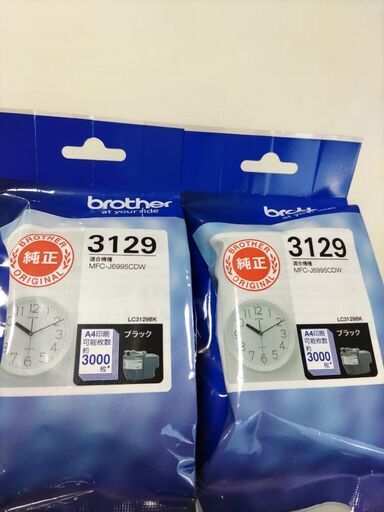 brother
at your side
BROTHER
純正
ORIGINAL
3129
適合機種
MFC-J6995CDW
LC3129BK
A4印刷
可能枚数
約
3000
枚*
ブラック
brother
at your side
BROTHER
純正
ORIGINAL
3129
適合機種
MFC-J6995CDW
LC3129BK
A4印刷
可能枚数
約
3000
枚*
ブラック